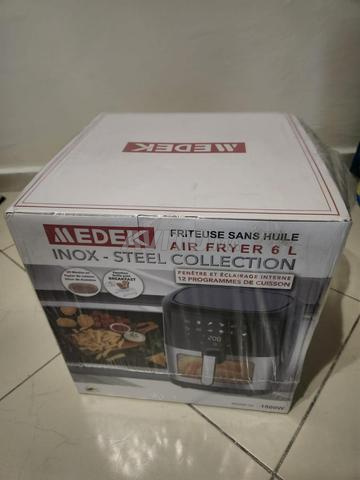 MEDEK
MEDEK
FRITEUSE SANS HUILE
AIR FRYER 6 L
INOX - STEEL COLLECTION
FENÊTRE ET ÉCLAIRAGE INTERNE
12 PROGRAMMES DE CUISSON
BREAKFAST
200
1500W